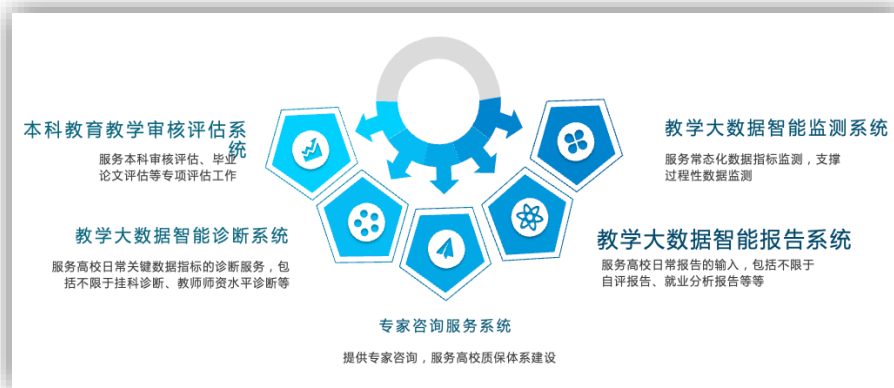 本科教育教学审核评估系
统
服务本科审核评估、毕业
论文评估等专项评估工作
教学大数据智能诊断系统
服务高校日常关键数据指标的诊断服务，包
括不限于挂科诊断、教师师资水平诊断等
专家咨询服务系统
提供专家咨询，服务高校质保体系建设
教学大数据智能监测系统
服务常态化数据指标监测，支撑
过程性数据监测
教学大数据智能报告系统
服务高校日常报告的输入，包括不限于
自评报告、就业分析报告等等